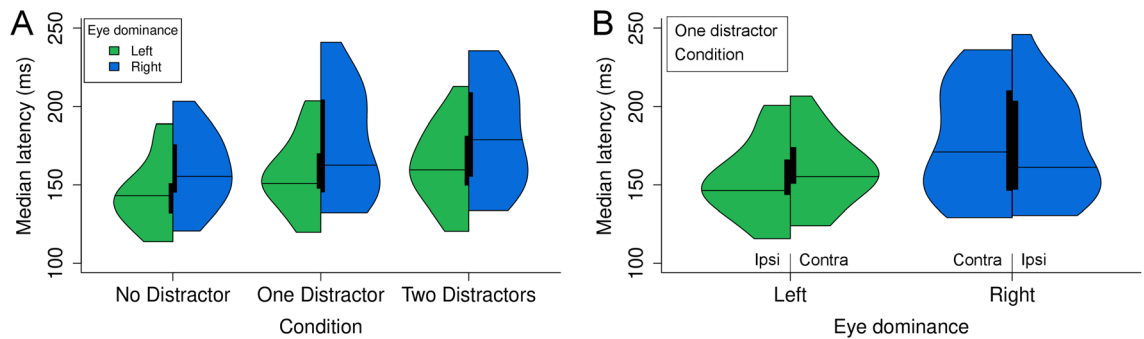 A
Median latency (ms)
250
200
150
100
Eye dominance
Left
Right
No Distractor
One Distractor
Two Distractors
Condition
B
Median latency (ms)
250
200
150
100
One distractor
Condition
Ipsi
Contra
Contra
Ipsi
Left
Right
Eye dominance